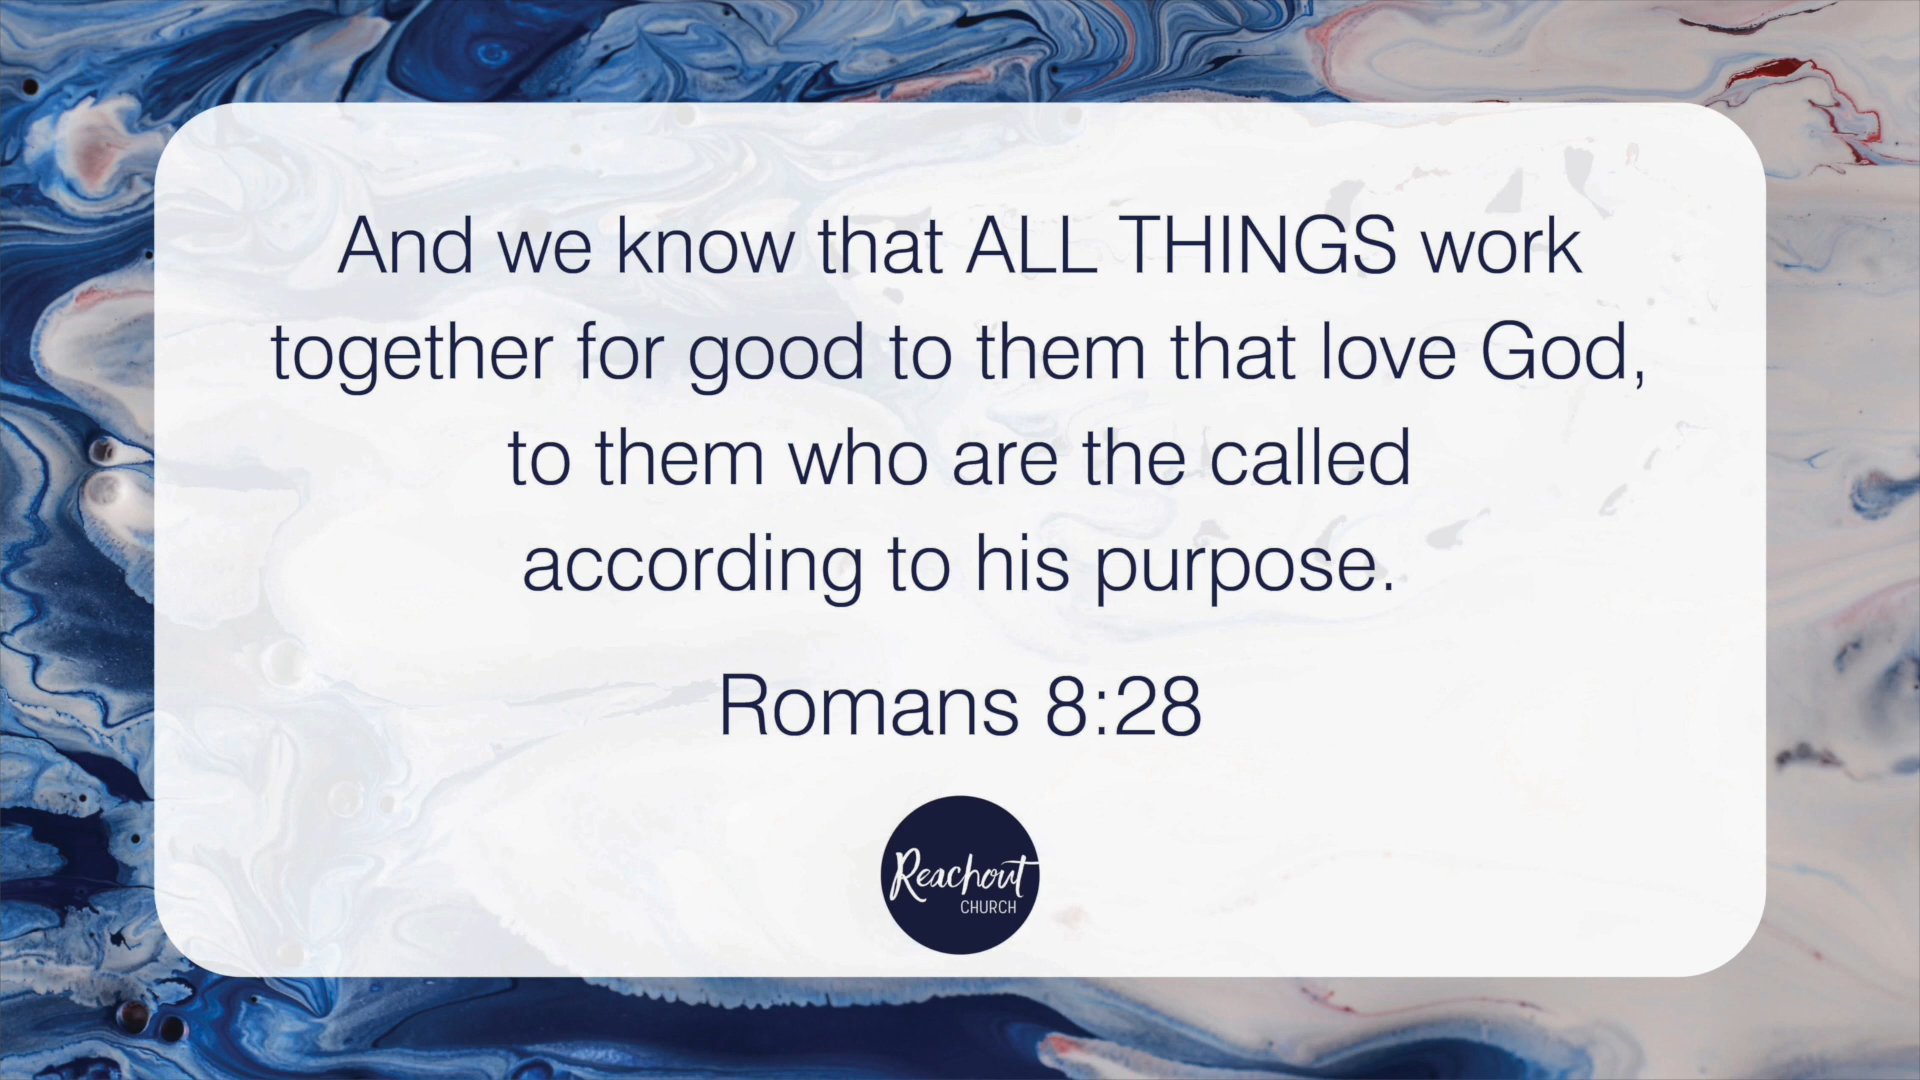 And we know that ALL THINGS work
together for good to them that love God,
to them who are the called
according to his purpose.
Romans 8:28
Reachout
CHURCH